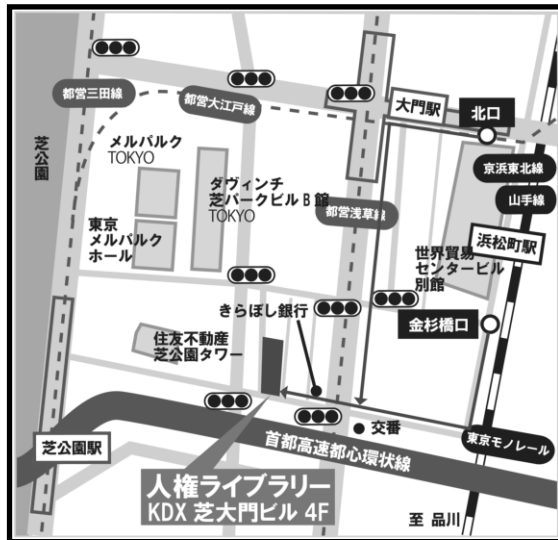 都営三田線
都営大江戸線
大門駅
北口
芝公園
メルパルク
TOKYO
ダヴィンチ
芝パークビル B 館
TOKYO
京浜東北線
山手線
都営浅草線
東京
メルパルク
ホール
浜松町駅
世界貿易
センタービル
別館
きらぼし銀行
金杉橋口
住友不動産
芝公園タワー
交番
芝公園駅
首都高速都心環状線
東京モノレール
人権ライブラリー
KDX 芝大門ビル 4F
至 品川